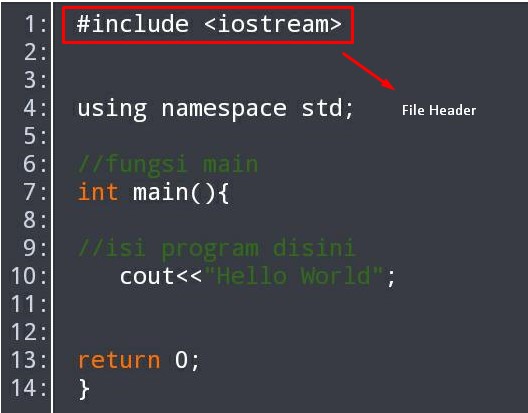 1: #include <iostream>
2:
3:
4: using namespace std;
File Header
5:
6: //fungsi main
7: int main(){
8:
9: //isi program disini
10: cout<<"Hello World";
11:
12:
13: return 0;
14: }